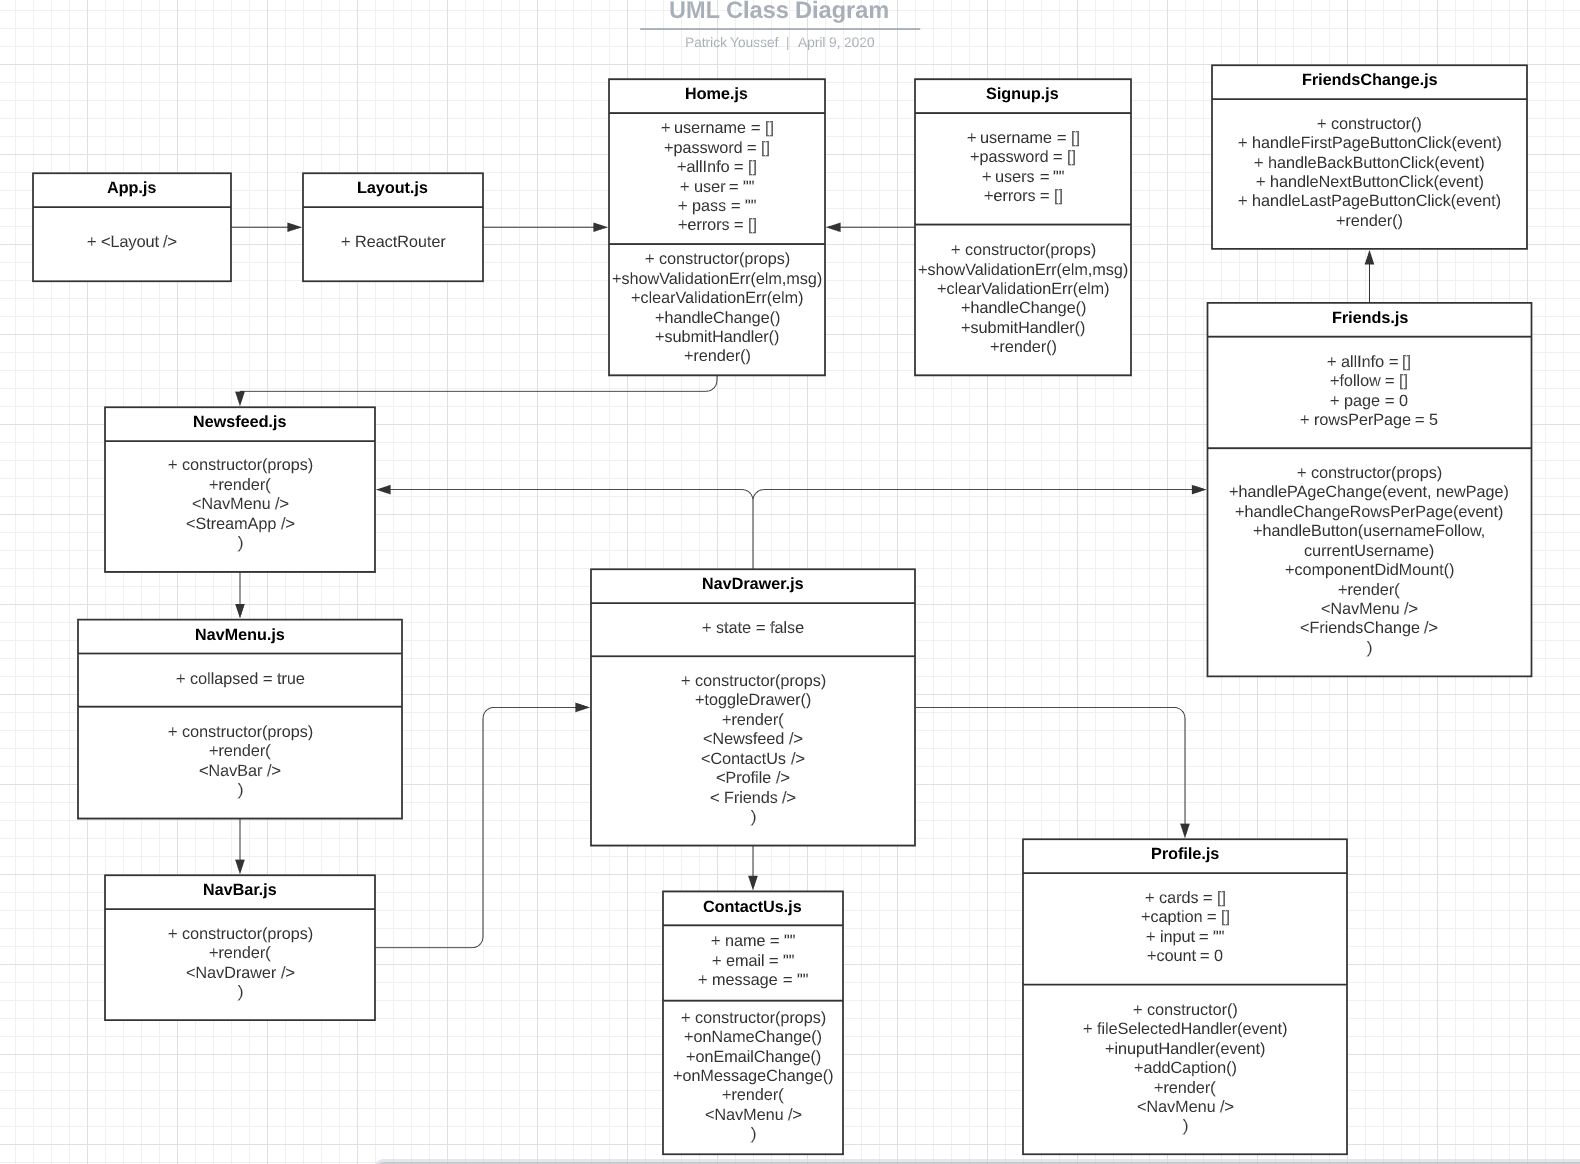 UML Class Diagram
Patrick Youssef | April 9, 2020
App.js
+ <Layout />
Layout.js
+ ReactRouter
Home.js
+ username = []
+password = []
+allInfo = []
+ user = ""
+ pass = ""
+errors = []
+ constructor(props)
+showValidationErr(elm,msg)
+clearValidationErr(elm)
+handleChange()
+submitHandler()
+render()
Signup.js
+ username = []
+password = []
+ users = ""
+errors = []
+ constructor(props)
+showValidationErr(elm,msg)
+clearValidationErr(elm)
+handleChange()
+submitHandler()
+render()
FriendsChange.js
+ constructor()
+ handleFirstPageButtonClick(event)
+ handleBackButtonClick(event)
+ handleNextButtonClick(event)
+ handleLastPageButtonClick(event)
+render()
Friends.js
+ allInfo = []
+follow = []
+ page = 0
+ rowsPerPage = 5
+ constructor(props)
+handlePAgeChange(event, newPage)
+handleChangeRowsPerPage(event)
+handleButton(usernameFollow,
currentUsername)
+componentDidMount()
+render(
<NavMenu />
<FriendsChange />
)
Newsfeed.js
+ constructor(props)
+render(
<NavMenu />
<StreamApp />
)
NavMenu.js
+ collapsed = true
+ constructor(props)
+render(
<NavBar />
)
NavBar.js
+ constructor(props)
+render(
<NavDrawer />
)
NavDrawer.js
+ state = false
+ constructor(props)
+toggleDrawer()
+render(
<Newsfeed />
<ContactUs />
<Profile />
< Friends />
)
ContactUs.js
+ name = ""
+ email = ""
+ message = ""
+ constructor(props)
+onNameChange()
+onEmailChange()
+onMessageChange()
+render(
<NavMenu />
)
Profile.js
+ cards = []
+caption = []
+ input = ""
+count = 0
+ constructor()
+ fileSelectedHandler(event)
+inuputHandler(event)
+addCaption()
+render(
<NavMenu />
)